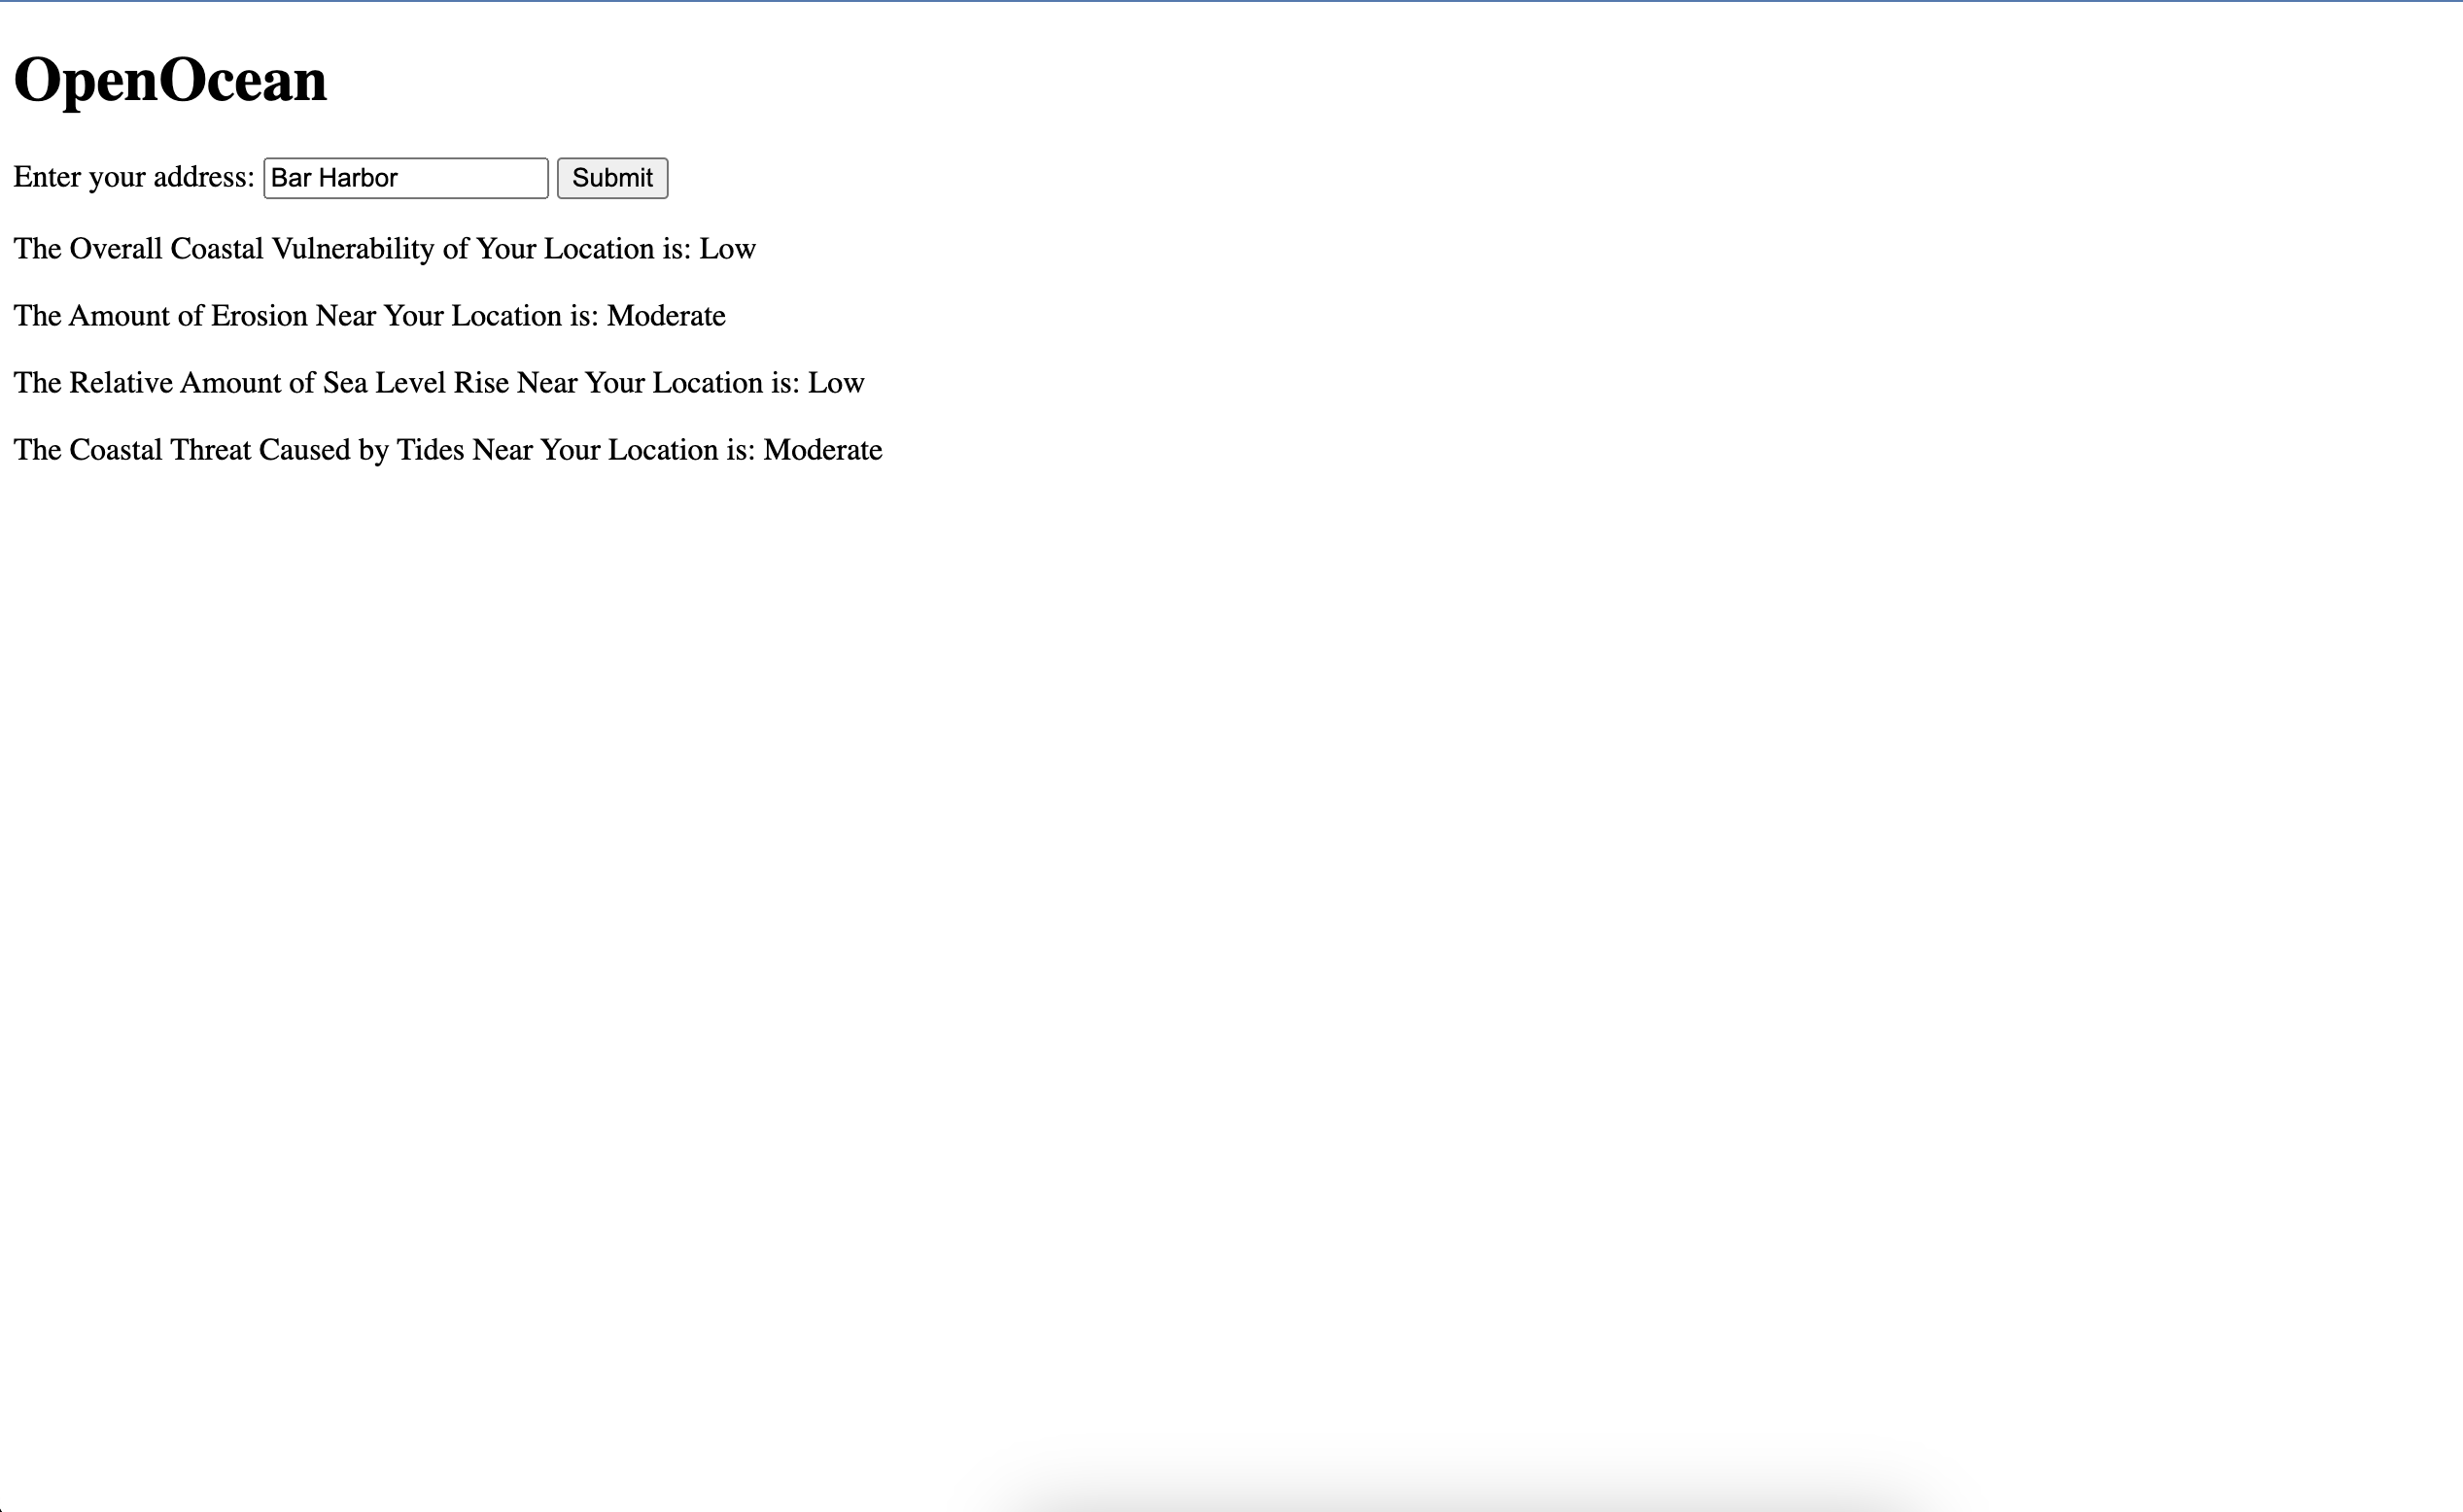 OpenOcean
Enter your address: Bar Harbor Submit
The Overall Coastal Vulnerability of Your Location is: Low
The Amount of Erosion Near Your Location is: Moderate
The Relative Amount of Sea Level Rise Near Your Location is: Low
The Coastal Threat Caused by Tides Near Your Location is: Moderate